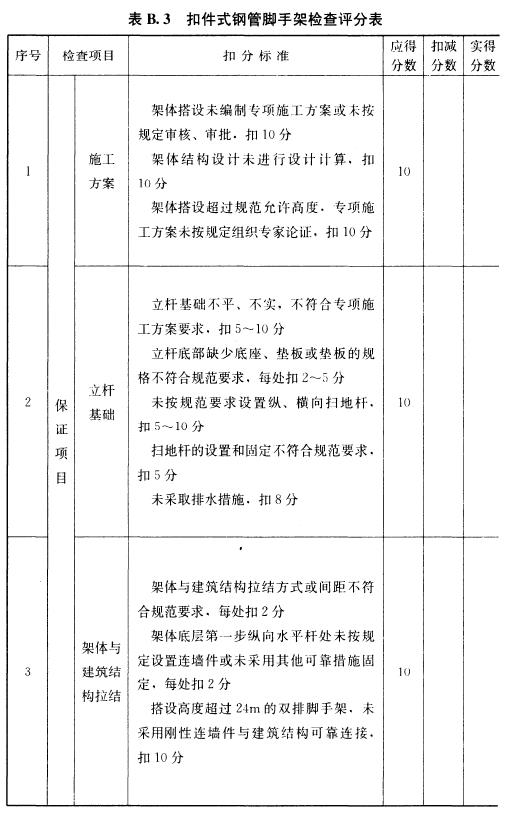 表 B.3 扣件式钢管脚手架检查评分表
序号 检查项目 扣分标准 应得分数 扣减分数 实得分数
保证项目
1
施工
方案
架体搭设未编制专项施工方案或未按
规定审核、审批，扣10分
架体结构设计未进行设计计算，扣
10分
架体搭设超过规范允许高度，专项施
工方案未按规定组织专家论证，扣10分
10
2
立杆
基础
立杆基础不平、不实，不符合专项施
工方案要求，扣5～10分
立杆底部缺少底座、垫板或垫板的规
格不符合规范要求，每处扣2～5分
未按规范要求设置纵、横向扫地杆，
扣5～10分
扫地杆的设置和固定不符合规范要求，
扣5分
未采取排水措施，扣8分
10
3
架体与
建筑结
构拉结
架体与建筑结构拉结方式或间距不符
合规范要求，每处扣2分
架体底层第一步纵向水平杆处未按规
定设置连墙件或未采用其他可靠措施固
定，每处扣2分
搭设高度超过24m的双排脚手架，未
采用刚性连墙件与建筑结构可靠连接，
扣10分
10